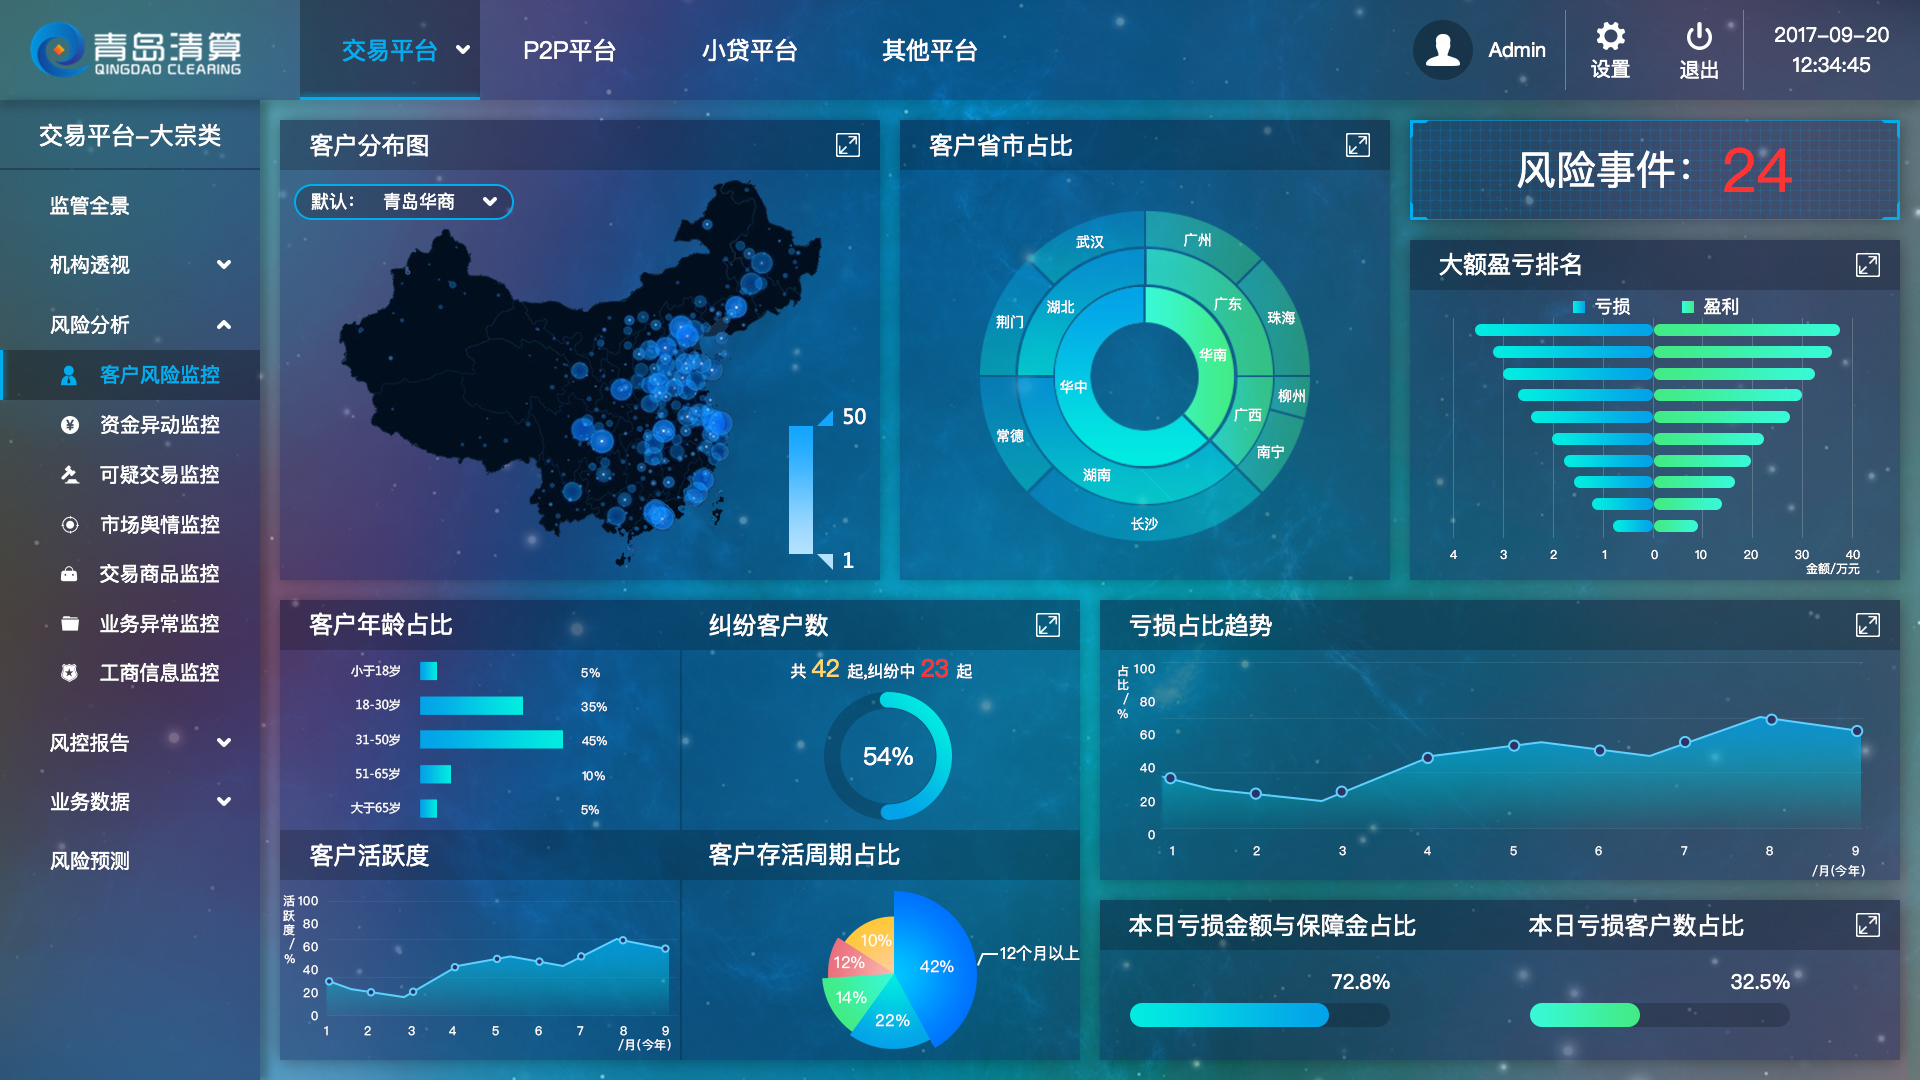 青岛清算
QINGDAO CLEARING
交易平台
P2P平台
小贷平台
其他平台
Admin
设置
退出
2017-09-20
12:34:45
交易平台-大宗类
监管全景
机构透视
风险分析
客户风险监控
资金异动监控
可疑交易监控
市场舆情监控
交易商品监控
业务异常监控
工商信息监控
风控报告
业务数据
风险预测
客户分布图
默认： 青岛华商
50
1
客户省市占比
武汉
广州
湖北
广东
荆门
珠海
华南
华中
柳州
广西
常德
南宁
湖南
长沙
风险事件：24
大额盈亏排名
亏损 盈利
4 3 2 1 0 10 20 30 40
金额/万元
客户年龄占比
小于18岁 5%
18-30岁 35%
31-50岁 45%
51-65岁 10%
大于65岁 5%
纠纷客户数
共 42 起,纠纷中 23 起
54%
客户活跃度
活跃度/%
100
80
60
40
20
0
1 2 3 4 5 6 7 8 9
/月(今年)
客户存活周期占比
10%
12%
42%
14%
22%
12个月以上
亏损占比趋势
占比/%
100
80
60
40
20
0
1 2 3 4 5 6 7 8 9
/月(今年)
本日亏损金额与保障金占比
72.8%
本日亏损客户数占比
32.5%